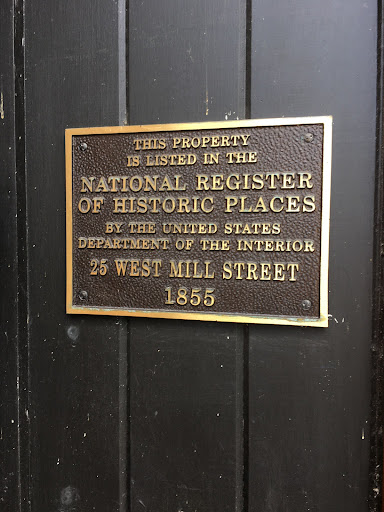 THIS PROPERTY
IS LISTED IN THE
NATIONAL REGISTER
OF HISTORIC PLACES
BY THE UNITED STATES
DEPARTMENT OF THE INTERIOR
25 WEST MILL STREET
1855